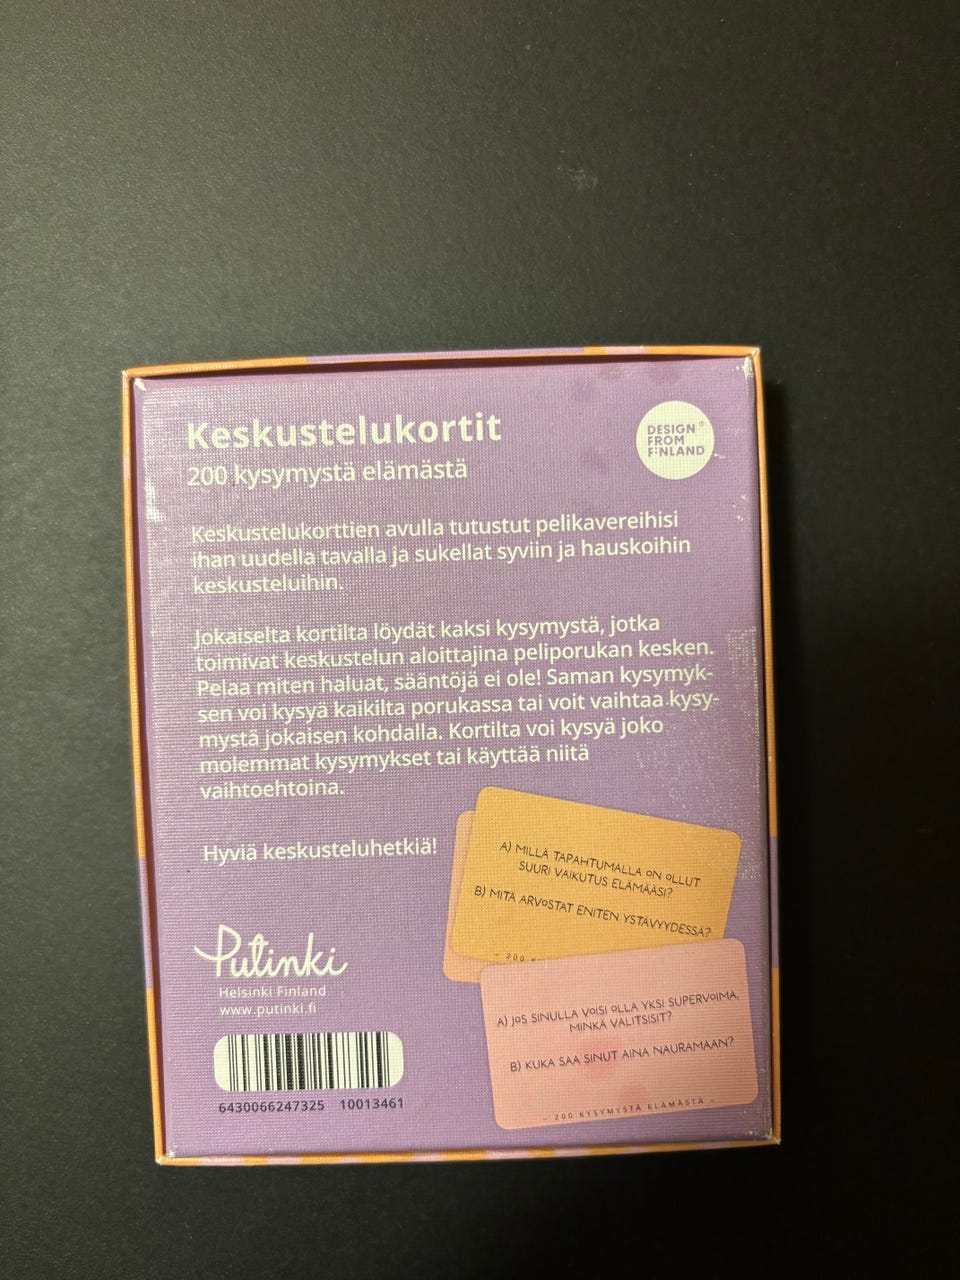 Keskustelukortit
200 kysymystä elämästä
DESIGN ®
FROM
FINLAND
Keskustelukorttien avulla tutustut pelikavereihisi
ihan uudella tavalla ja sukellat syviin ja hauskoihin
keskusteluihin.
Jokaiselta kortilta löydät kaksi kysymystä, jotka
toimivat keskustelun aloittajina peliporukan kesken.
Pelaa miten haluat, sääntöjä ei ole! Saman kysymyk-
sen voi kysyä kaikilta porukassa tai voit vaihtaa kysy-
mystä jokaisen kohdalla. Kortilta voi kysyä joko
molemmat kysymykset tai käyttää niitä
vaihtoehtoina.
Hyviä keskusteluhetkiä!
A) MILLÄ TAPAHTUMALLA ON OLLUT
SUURI VAIKUTUS ELÄMÄÄSI?
B) MITÄ ARVOSTAT ENITEN YSTÄVYYDESSÄ?
– 200 K
A) JOS SINULLA VOISI OLLA YKSI SUPERVOIMA,
MINKÄ VALITSISIT?
B) KUKA SAA SINUT AINA NAURAMAAN?
– 200 KYSYMYSTÄ ELÄMÄSTÄ –
Putinki
Helsinki Finland
www.putinki.fi
6430066247325 10013461